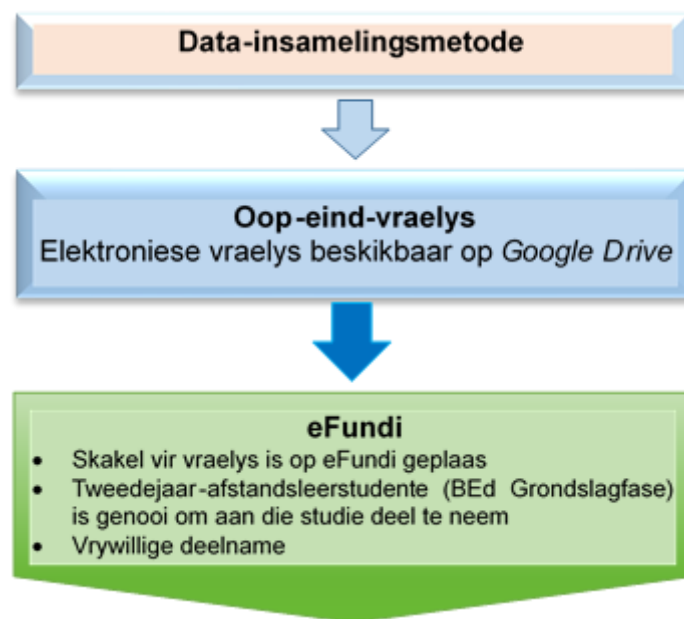 Data-insamelingsmetode
Oop-eind-vraelys
Elektroniese vraelys beskikbaar op Google Drive
eFundi
• Skakel vir vraelys is op eFundi geplaas
• Tweedejaar-afstandsleerstudente (BEd Grondslagfase)
is genooi om aan die studie deel te neem
• Vrywillige deelname